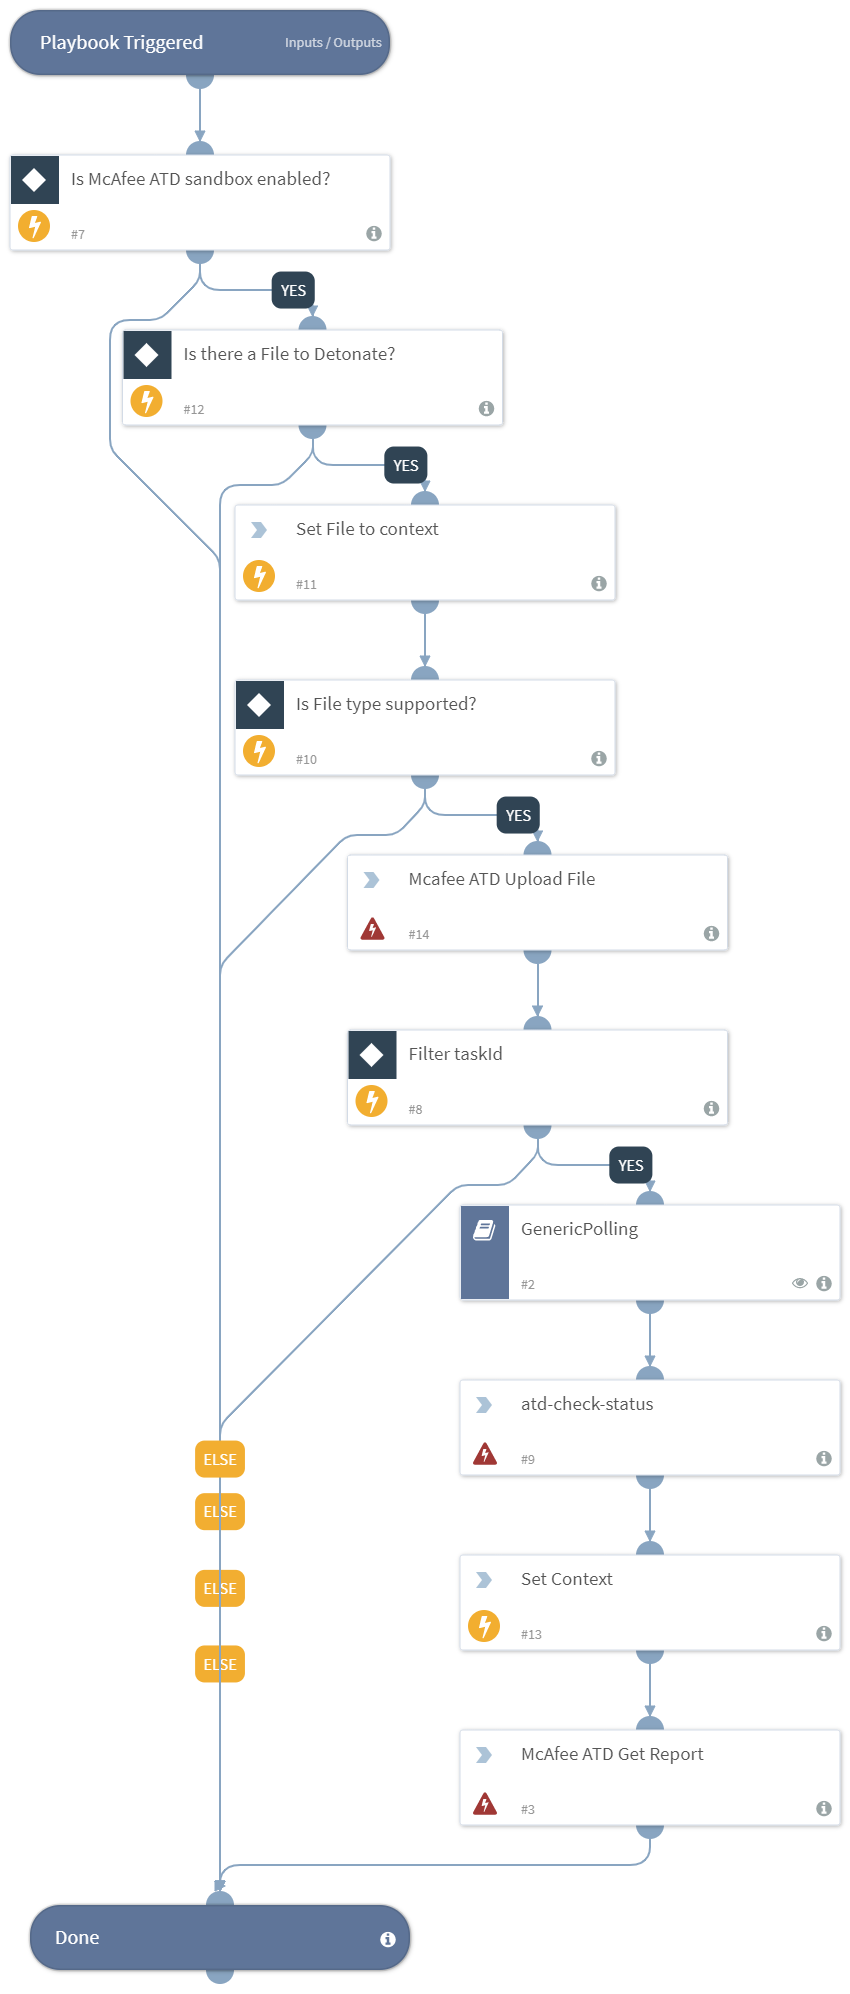 Playbook Triggered
Inputs / Outputs
Is McAfee ATD sandbox enabled?
#7
YES
Is there a File to Detonate?
#12
YES
Set File to context
#11
Is File type supported?
#10
YES
Mcafee ATD Upload File
#14
Filter taskId
#8
YES
GenericPolling
#2
atd-check-status
#9
ELSE
ELSE
Set Context
#13
ELSE
ELSE
McAfee ATD Get Report
#3
Done